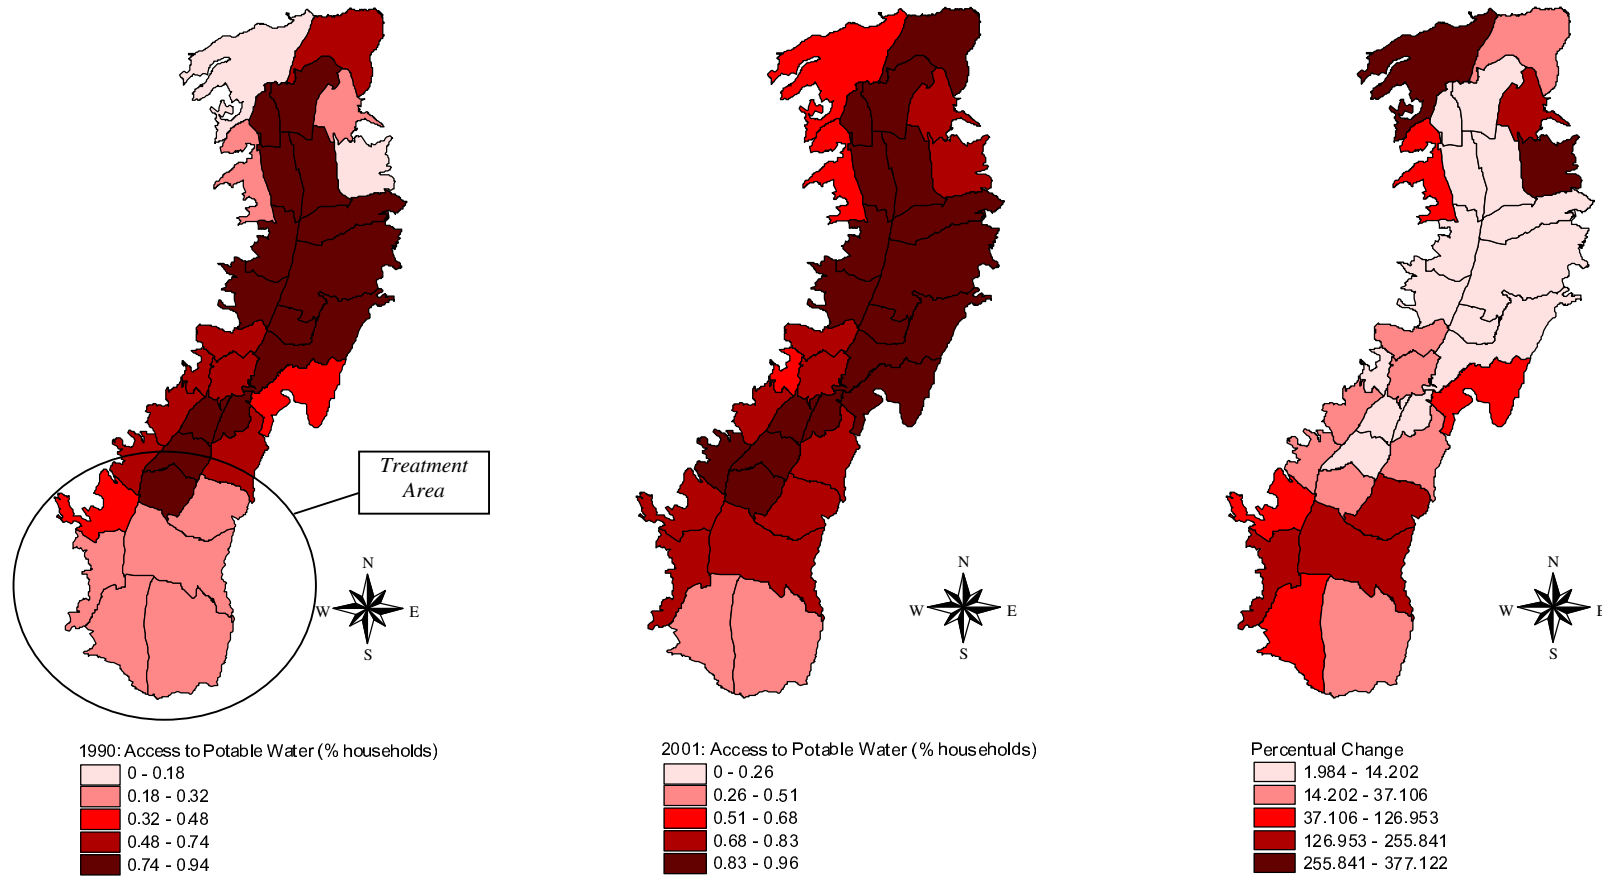 Treatment
Area
N
W
E
S
N
W
E
S
N
W
E
S
1990: Access to Potable Water (% households)
0 - 0.18
0.18 - 0.32
0.32 - 0.48
0.48 - 0.74
0.74 - 0.94
2001: Access to Potable Water (% households)
0 - 0.26
0.26 - 0.51
0.51 - 0.68
0.68 - 0.83
0.83 - 0.96
Percentual Change
1.984 - 14.202
14.202 - 37.106
37.106 - 126.953
126.953 - 255.841
255.841 - 377.122